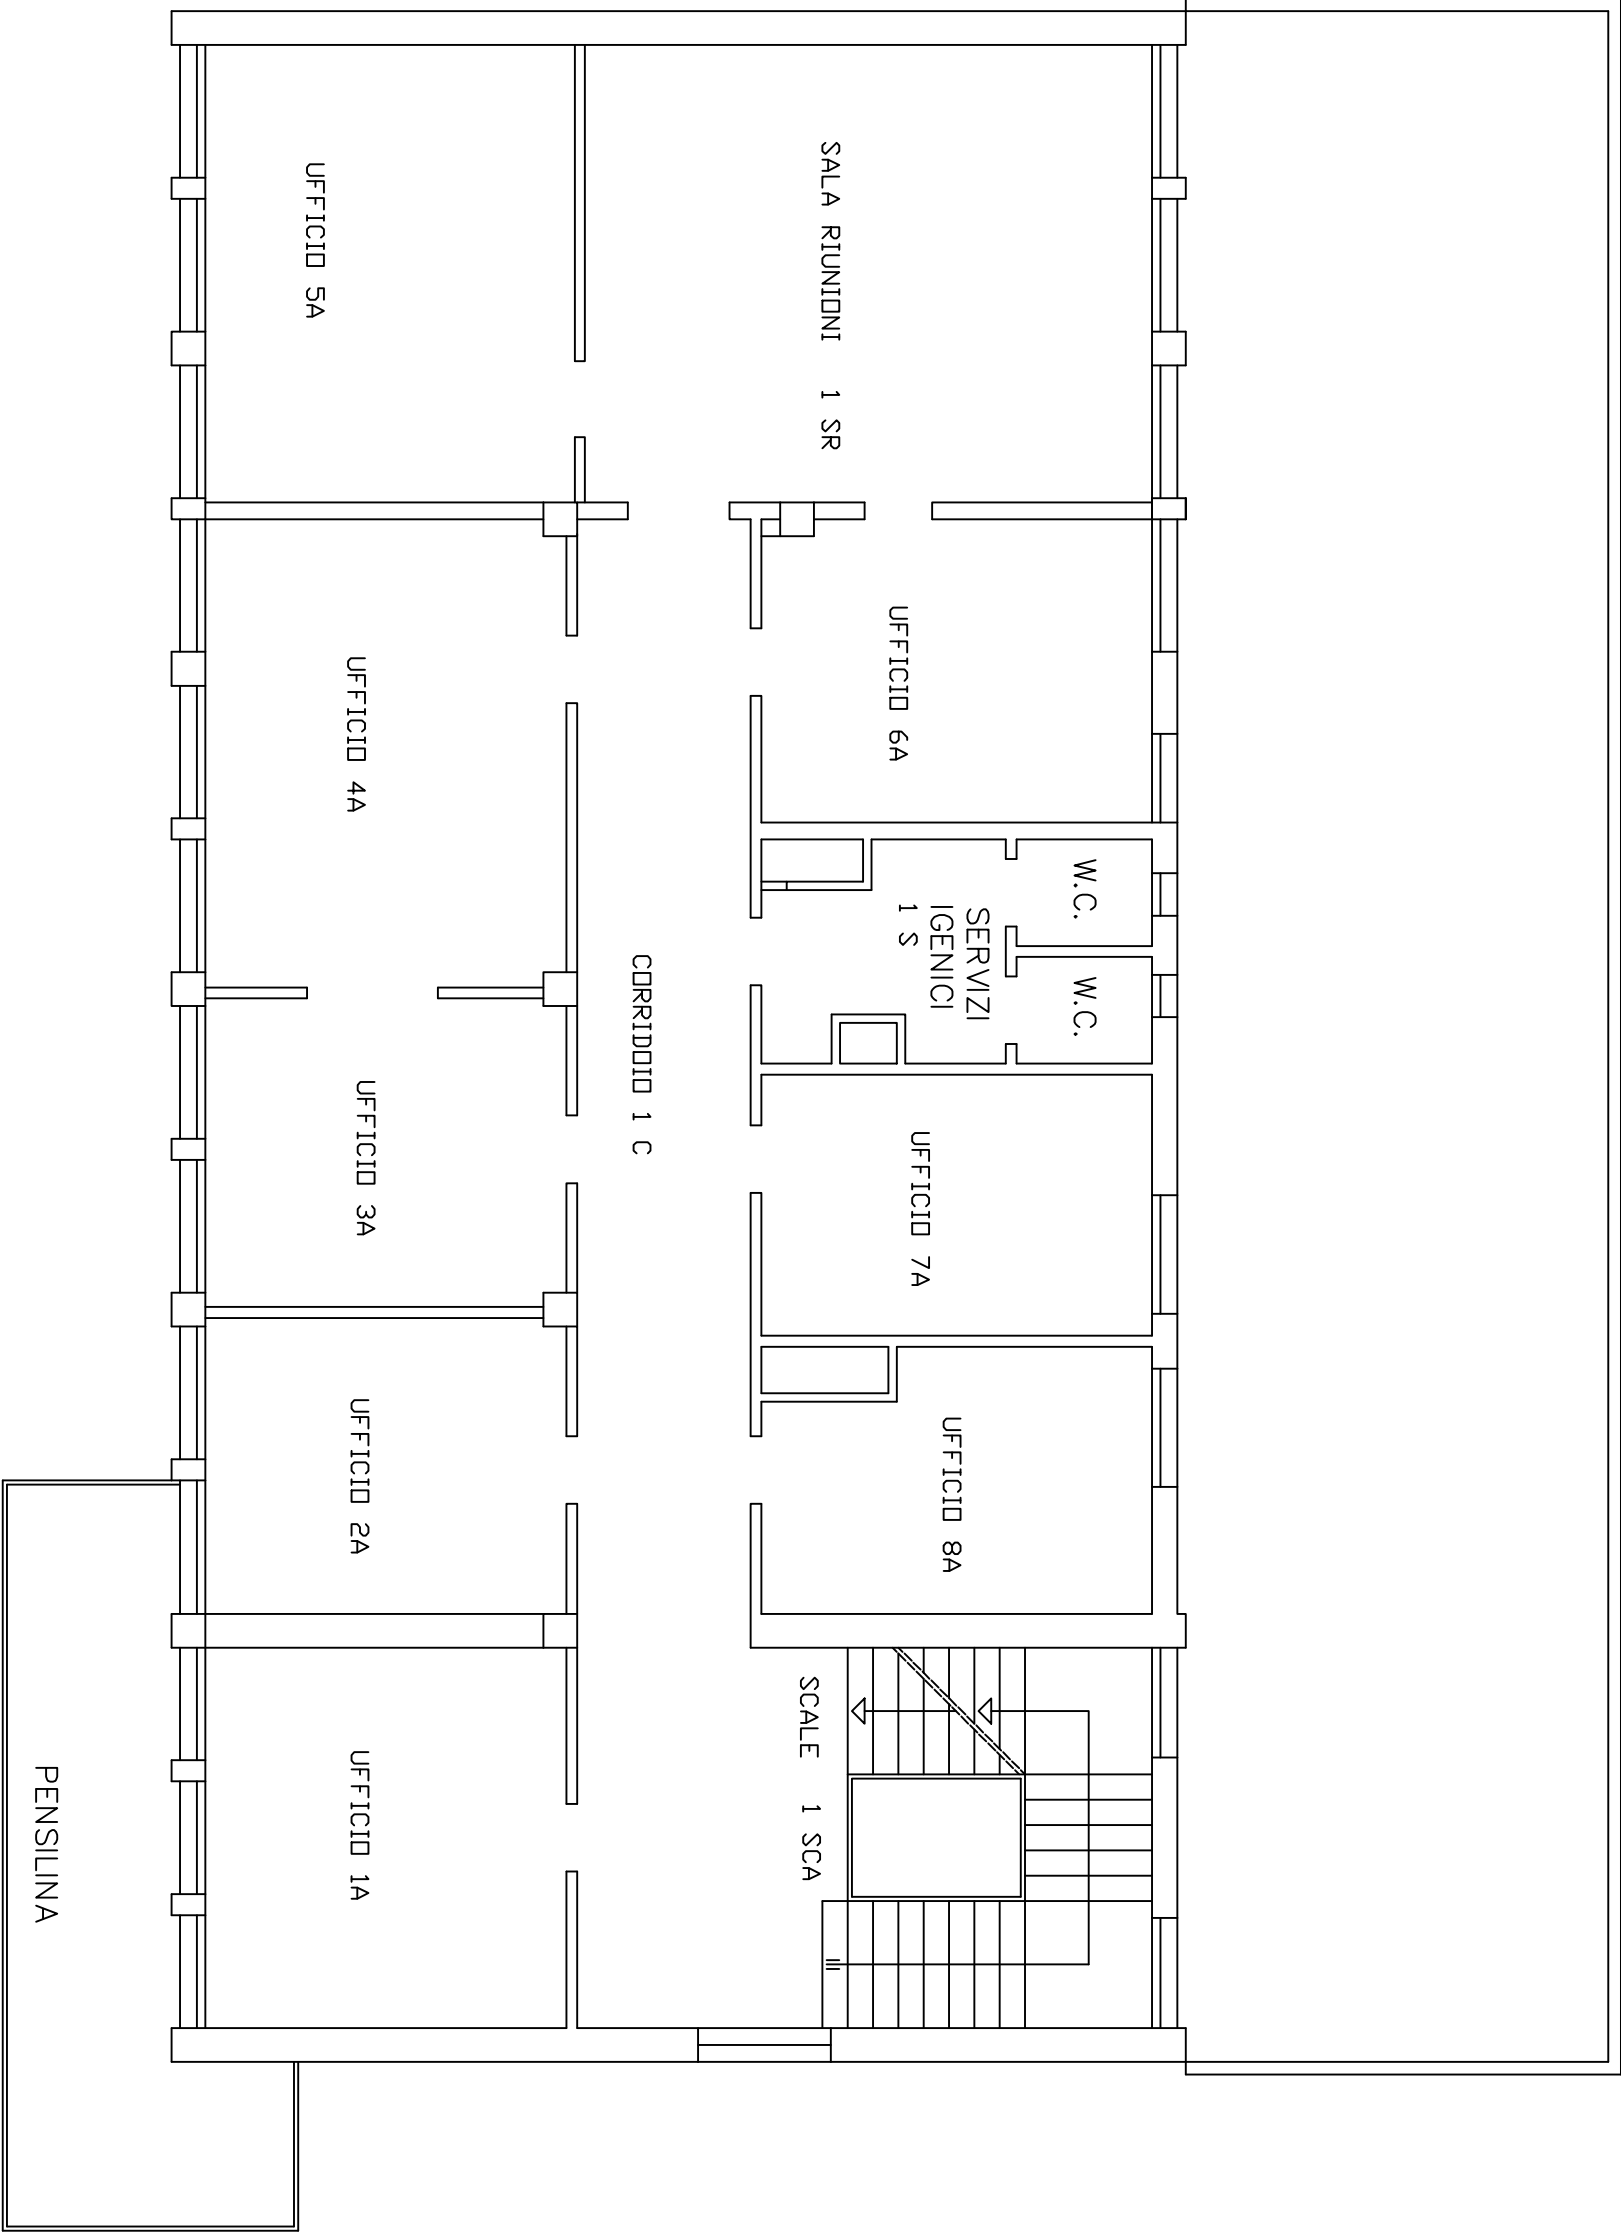 W.C.
W.C.
SERVIZI
IGENICI
1 S
SALA RIUNIONI 1 SR
UFFICIO 6A
UFFICIO 7A
UFFICIO 8A
SCALE 1 SCA
CORRIDOIO 1 C
UFFICIO 5A
UFFICIO 4A
UFFICIO 3A
UFFICIO 2A
UFFICIO 1A
PENSILINA